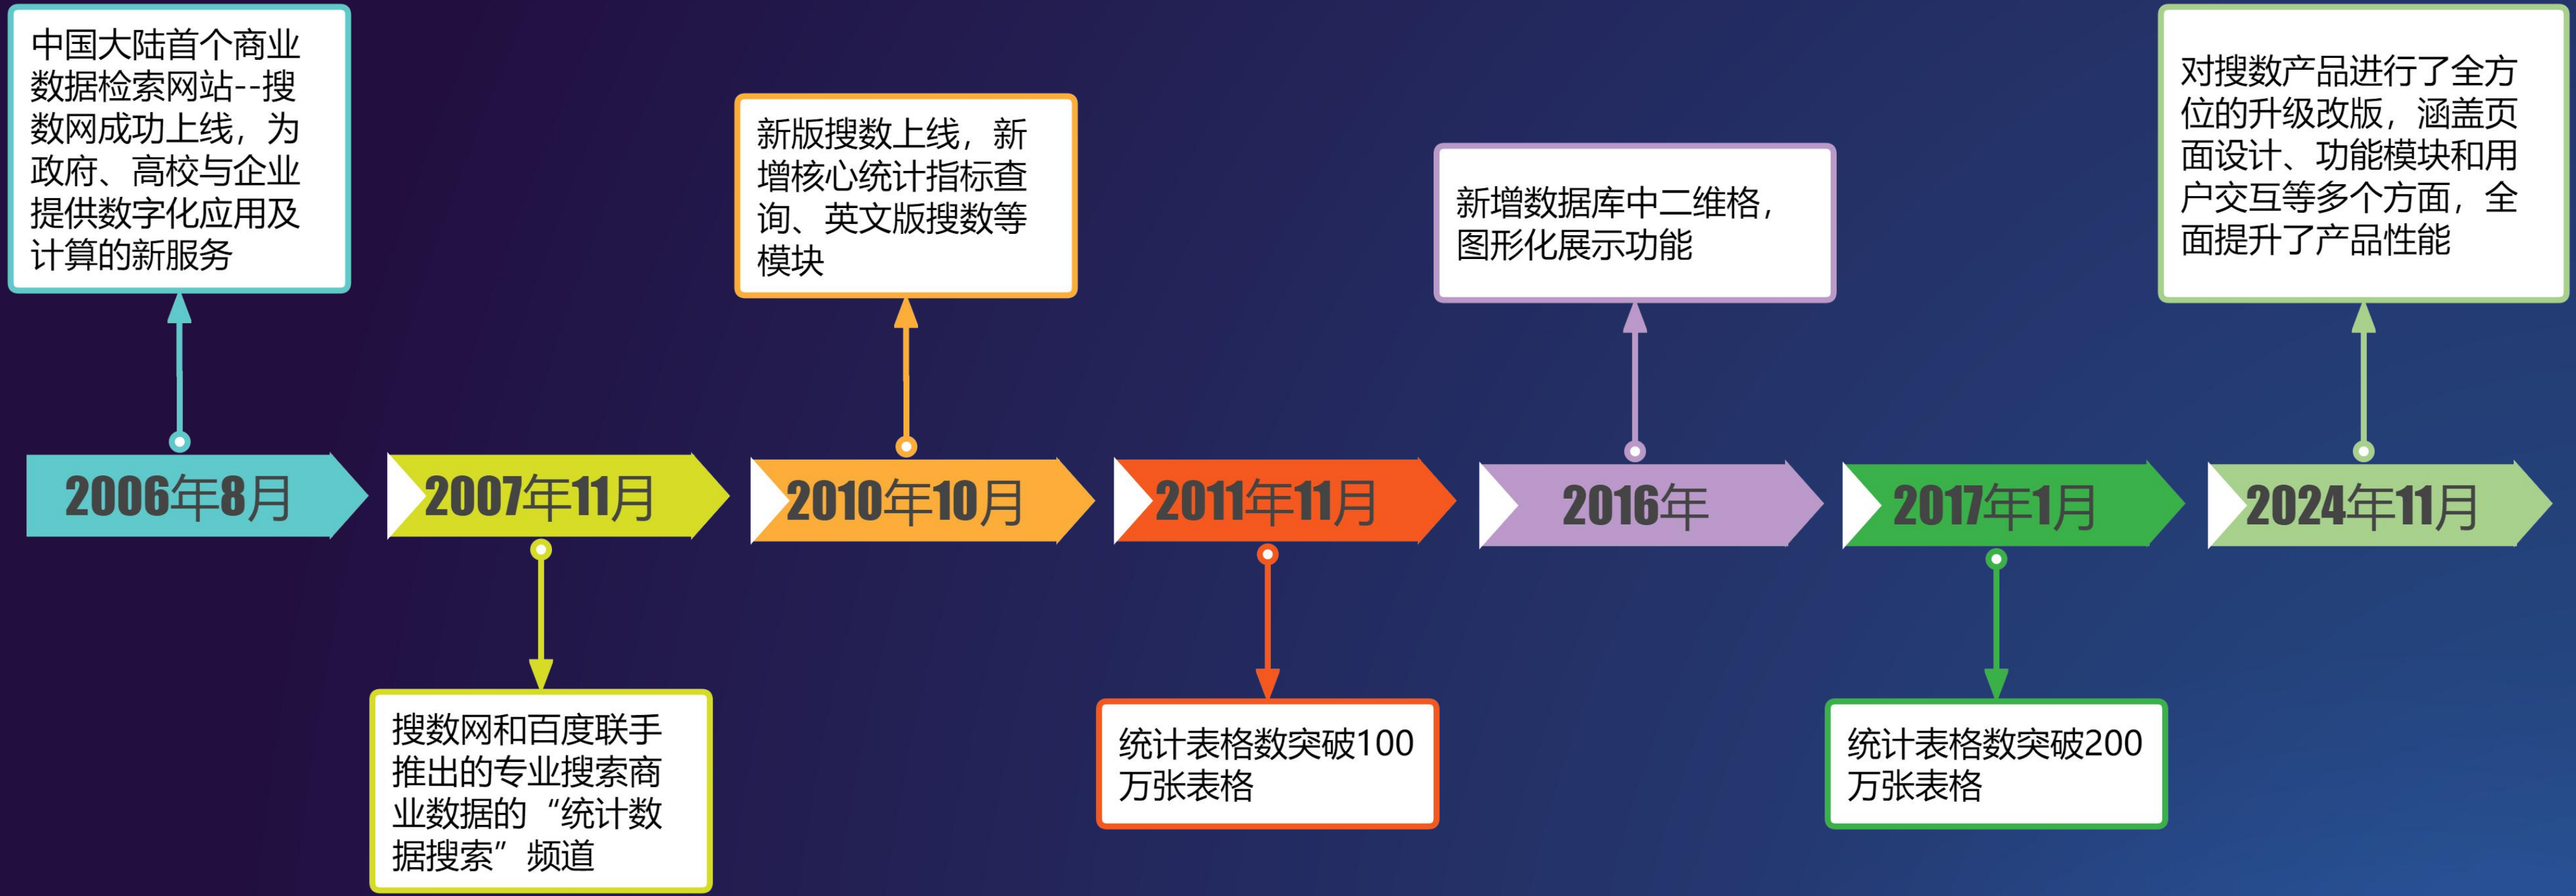 中国大陆首个商业
数据检索网站--搜
数网成功上线，为
政府、高校与企业
提供数字化应用及
计算的新服务
2006年8月
2007年11月
搜数网和百度联手
推出的专业搜索商
业数据的“统计数
据搜索”频道
新版搜数上线，新
增核心统计指标查
询、英文版搜数等
模块
2010年10月
2011年11月
统计表格数突破100
万张表格
新增数据库中二维格，
图形化展示功能
2016年
2017年1月
统计表格数突破200
万张表格
对搜数产品进行了全方
位的升级改版，涵盖页
面设计、功能模块和用
户交互等多个方面，全
面提升了产品性能
2024年11月